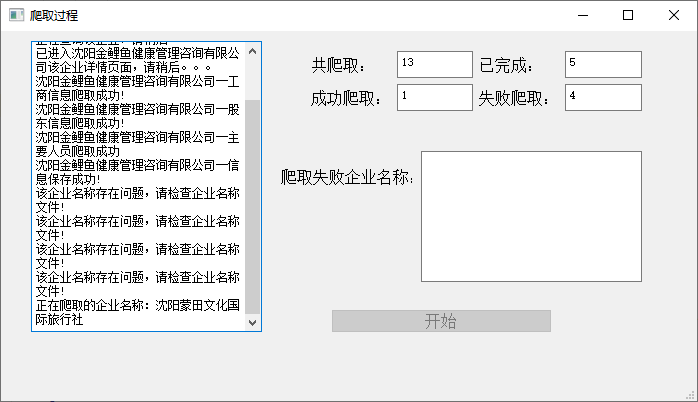 爬取过程
已进入沈阳金鲤鱼健康管理咨询有限公
司该企业详情页面，请稍后。。。
沈阳金鲤鱼健康管理咨询有限公司一工
商信息爬取成功!
沈阳金鲤鱼健康管理咨询有限公司一股
东信息爬取成功!
沈阳金鲤鱼健康管理咨询有限公司一主
要人员爬取成功
沈阳金鲤鱼健康管理咨询有限公司一信
息保存成功!
该企业名称存在问题，请检查企业名称
文件!
该企业名称存在问题，请检查企业名称
文件!
该企业名称存在问题，请检查企业名称
文件!
该企业名称存在问题，请检查企业名称
文件!
正在爬取的企业名称：沈阳蒙田文化国
际旅行社
共爬取： 13 已完成： 5
成功爬取： 1 失败爬取： 4
爬取失败企业名称：
开始